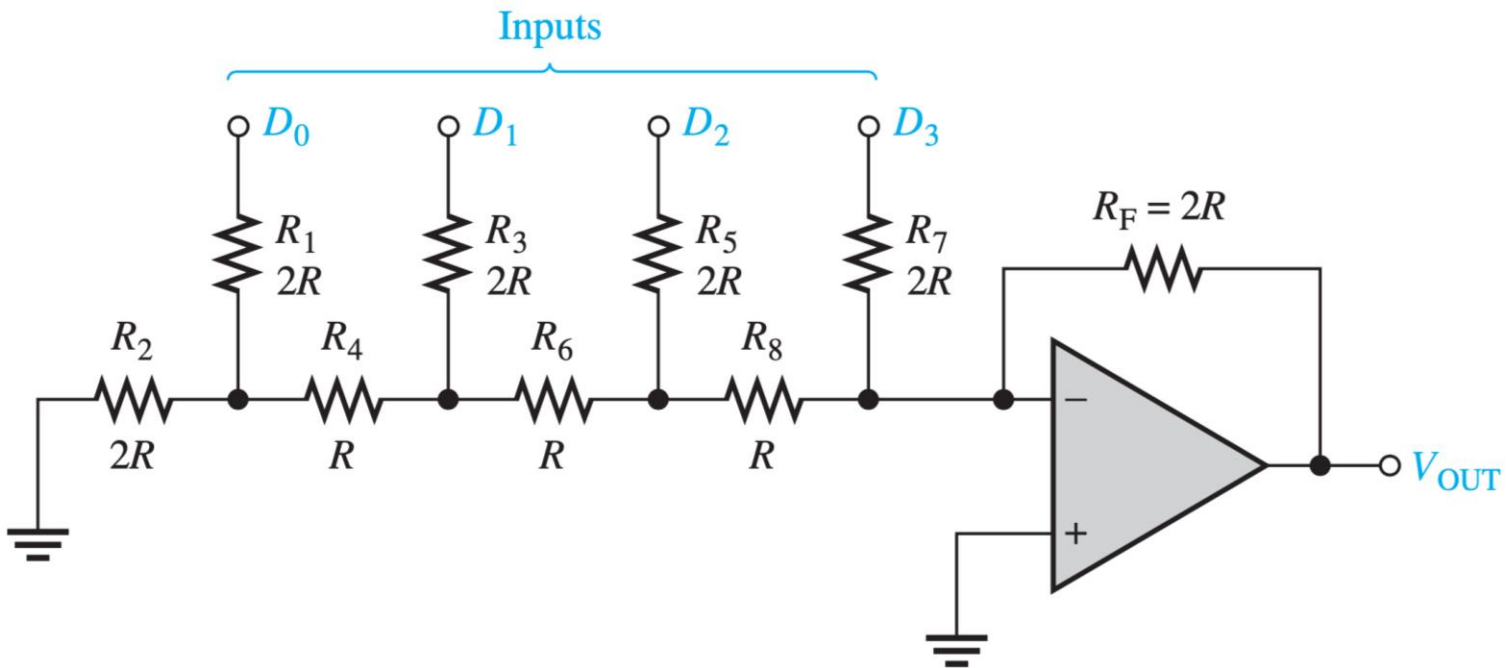 Inputs
D0 D1 D2 D3
RF = 2R
R1 R3 R5 R7
2R 2R 2R 2R
R2 R4 R6 R8
−
2R R R R
VOUT
+